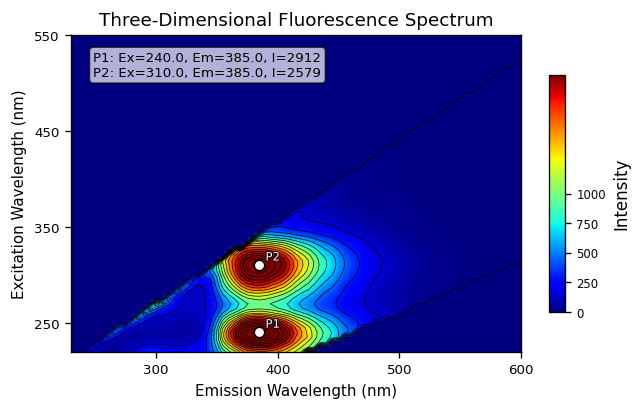 Three-Dimensional Fluorescence Spectrum
P1: Ex=240.0, Em=385.0, I=2912
P2: Ex=310.0, Em=385.0, I=2579
550
450
350
250
Excitation Wavelength (nm)
P2
P1
300
400
500
600
Emission Wavelength (nm)
1000
750
500
250
0
Intensity